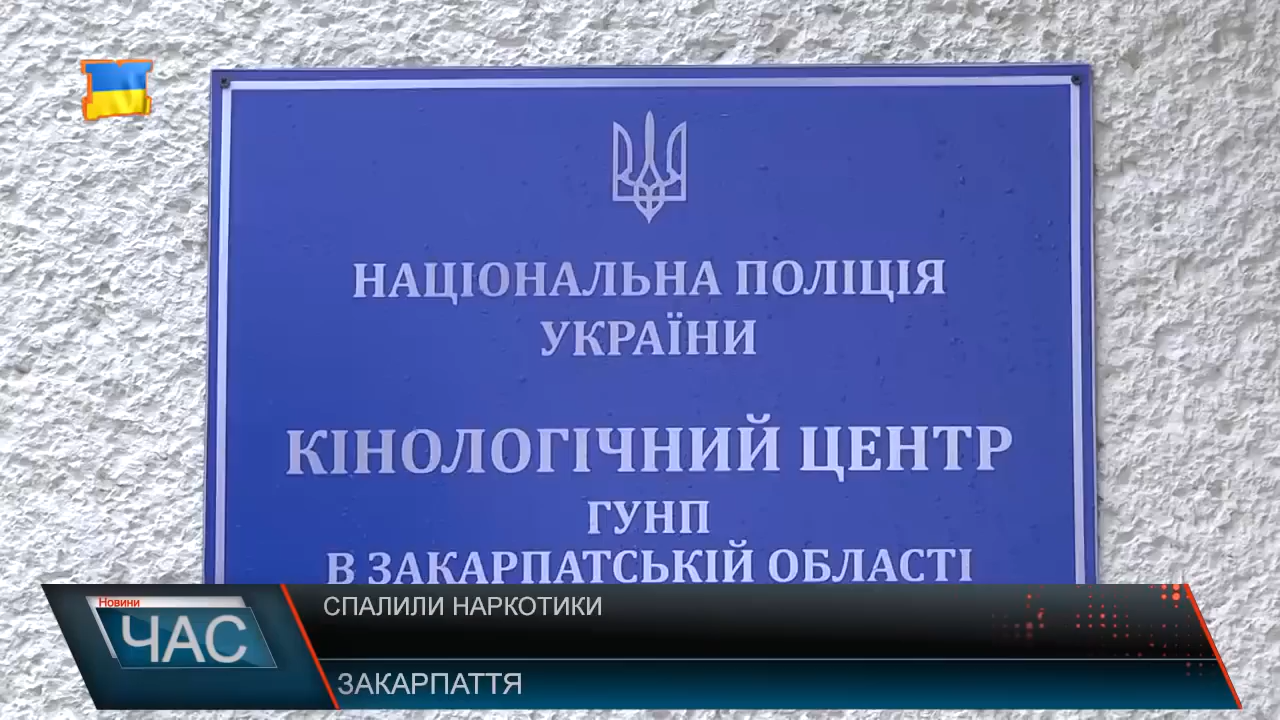 НАЦІОНАЛЬНА ПОЛІЦІЯ
УКРАЇНИ
КІНОЛОГІЧНИЙ ЦЕНТР
ГУНП
В ЗАКАРПАТСЬКІЙ ОБЛАСТІ
Новини
ЧАС
СПАЛИЛИ НАРКОТИКИ
ЗАКАРПАТТЯ